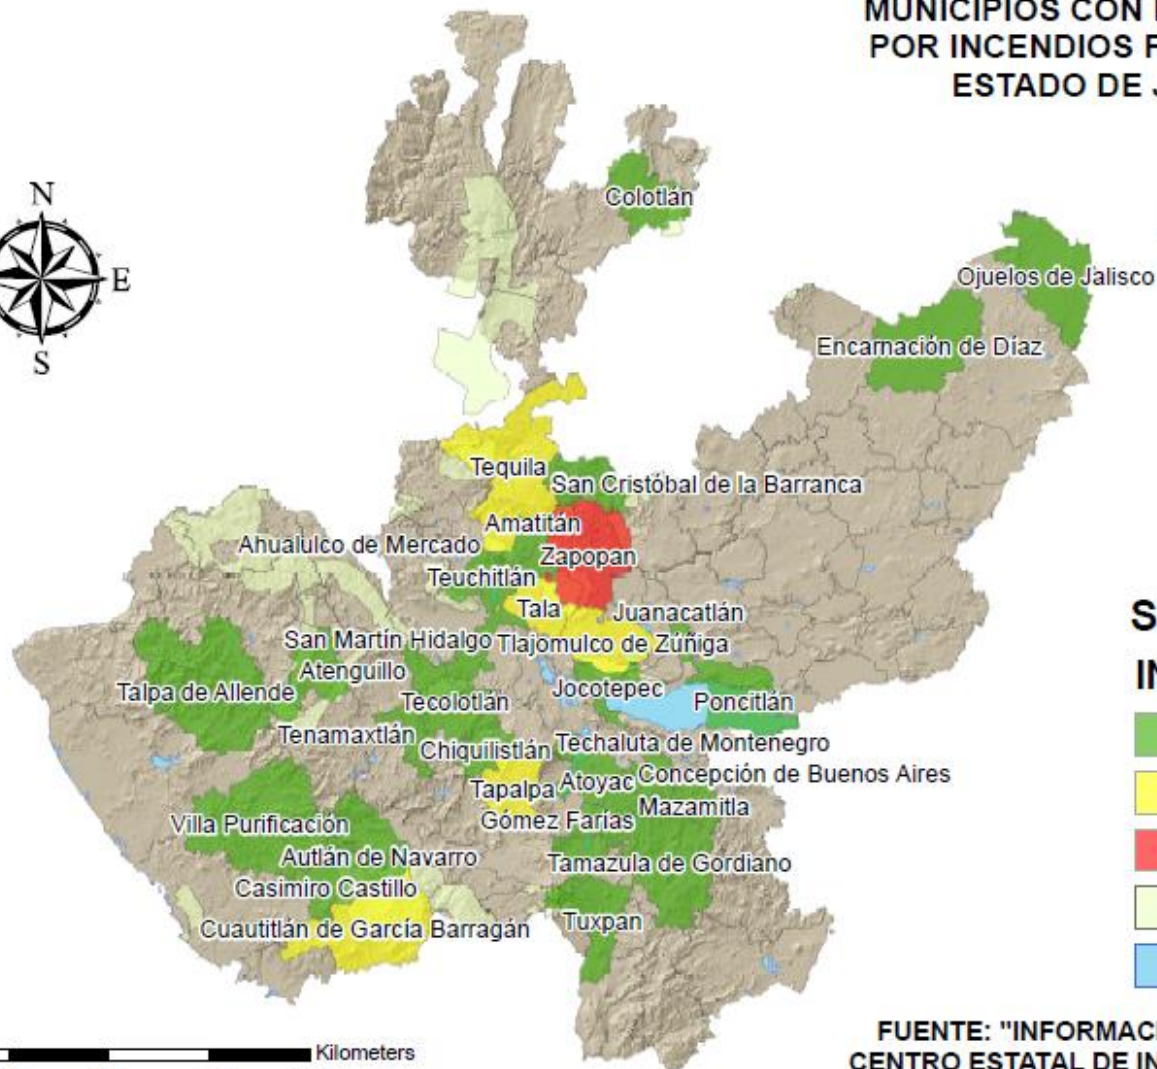 MUNICIPIOS CON
POR INCENDIOS F
ESTADO DE J
N
E
S
Colotlán
Ojuelos de Jalisco
Encarnación de Díaz
Tequila
San Cristóbal de la Barranca
Amatitán
Ahualulco de Mercado
Zapopan
Teuchitlán
Tala
Juanacatlán
San Martín Hidalgo
Tlajomulco de Zúñiga
Atenguillo
Talpa de Allende
Jocotepec
Tecolotlán
Poncitlán
Tenamaxtlán
Chiquilistlán
Techaluta de Montenegro
Tapalpa
Atoyac
Concepción de Buenos Aires
Mazamitla
Gómez Farías
Villa Purificación
Autlán de Navarro
Tamazula de Gordiano
Casimiro Castillo
Cuautitlán de García Barragán
Tuxpan
S
IN
Kilometers
FUENTE: "INFORMACI
CENTRO ESTATAL DE IN